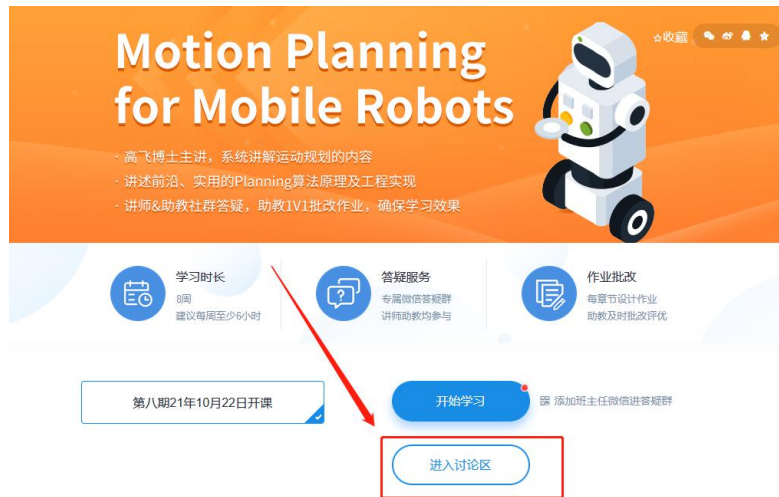 Motion Planning
for Mobile Robots
☆收藏
· 高飞博士主讲，系统讲解运动规划的内容
· 讲述前沿、实用的Planning算法原理及工程实现
· 讲师&助教社群答疑，助教1V1批改作业，确保学习效果
学习时长
8周
建议每周至少6小时
答疑服务
专属微信答疑群
讲师助教均参与
作业批改
每章节设计作业
助教及时批改评优
第八期21年10月22日开课
开始学习
添加班主任微信进答疑群
进入讨论区